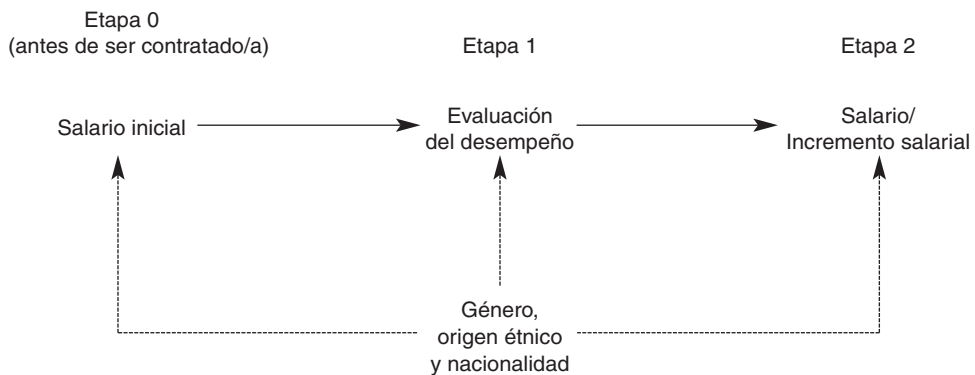 Etapa 0
(antes de ser contratado/a)
Etapa 1
Etapa 2
Salario inicial
Evaluación
del desempeño
Salario/
Incremento salarial
Género,
origen étnico
y nacionalidad